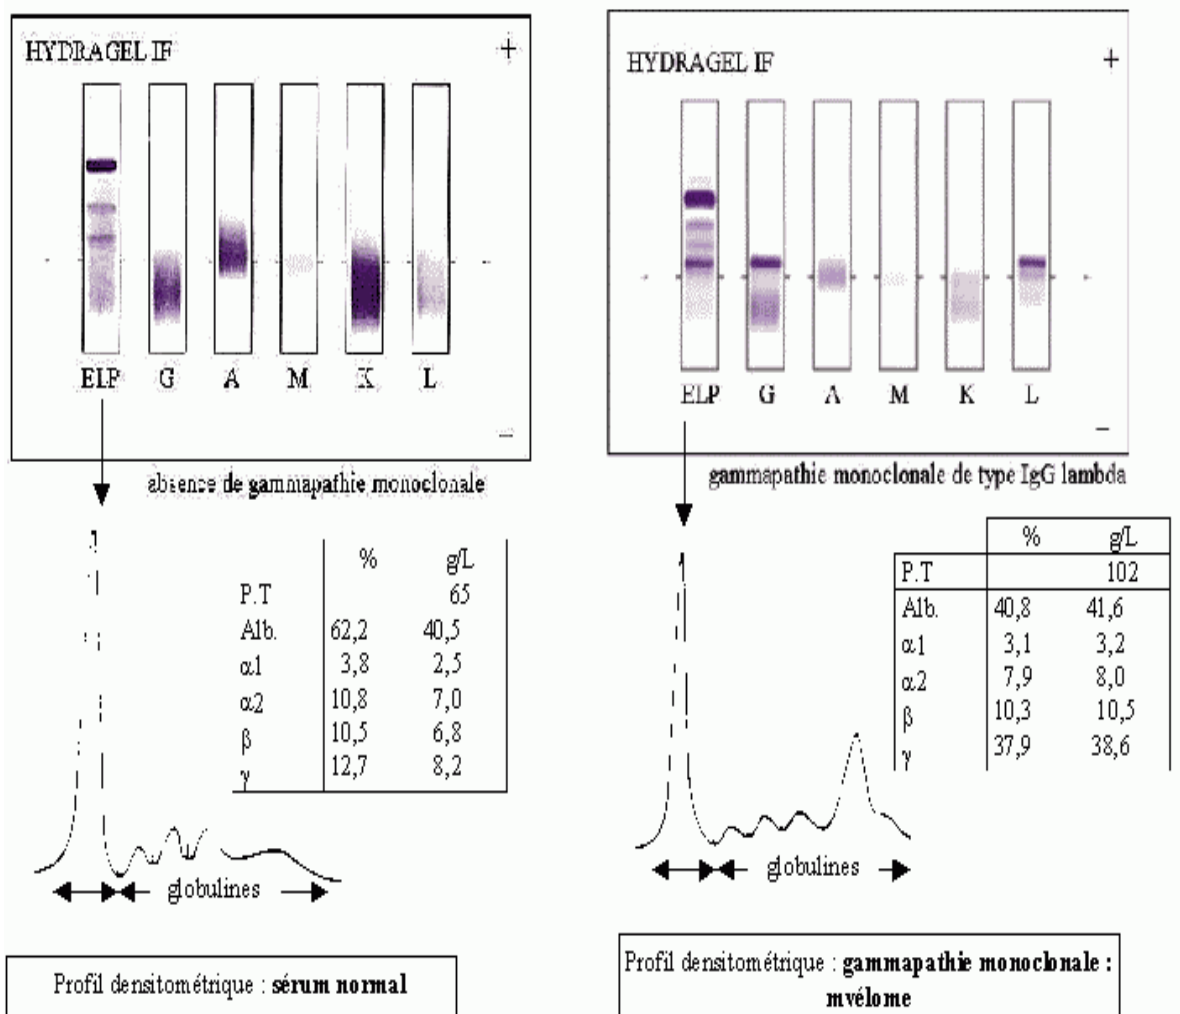 HYDRAGEL IF +
ELP G A M K L
–
absence de gammapathie monoclonale
% g/L
P.T 65
Alb. 62,2 40,5
α1 3,8 2,5
α2 10,8 7,0
β 10,5 6,8
γ 12,7 8,2
globulines
Profil densitométrique : sérum normal
HYDRAGEL IF +
ELP G A M K L
–
gammapathie monoclonale de type IgG lambda
% g/L
P.T 102
Alb. 40,8 41,6
α1 3,1 3,2
α2 7,9 8,0
β 10,3 10,5
γ 37,9 38,6
globulines
Profil densitométrique : gammapathie monoclonale :
mvélome